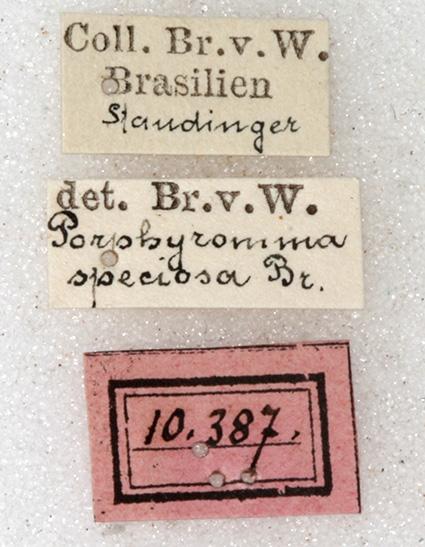 Coll. Br.v.W.
Brasilien
Staudinger
det. Br.v.W.
Porphyromma
speciosa Br.
10.387.